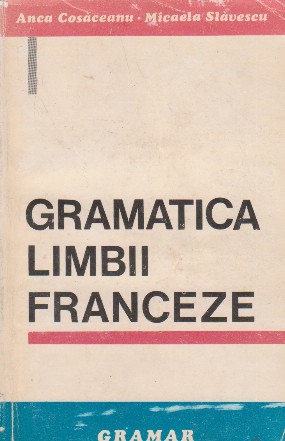 Anca Cosăceanu · Micaela Slăvescu
GRAMATICA
LIMBII
FRANCEZE
GRAMAR